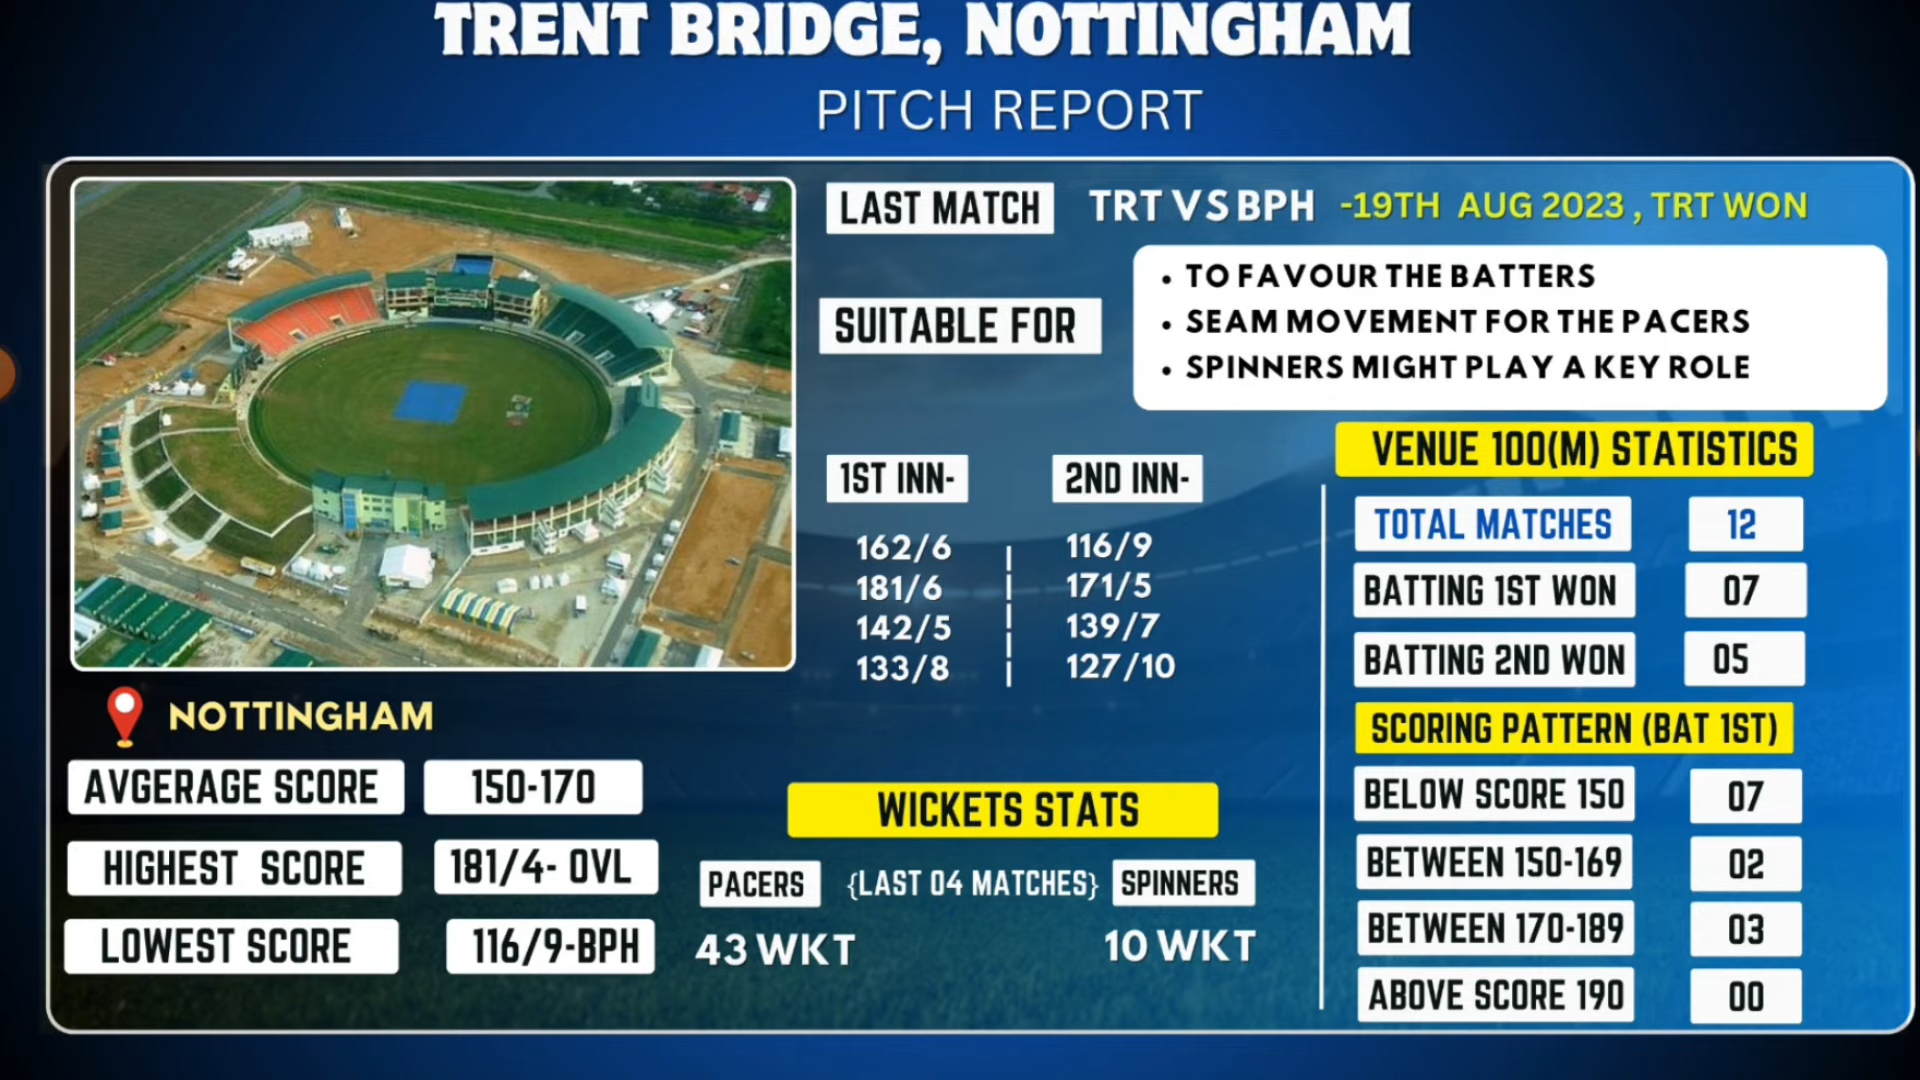 TRENT BRIDGE, NOTTINGHAM
PITCH REPORT
LAST MATCH TRT VS BPH -19TH AUG 2023 , TRT WON
SUITABLE FOR
• TO FAVOUR THE BATTERS
• SEAM MOVEMENT FOR THE PACERS
• SPINNERS MIGHT PLAY A KEY ROLE
1ST INN- 2ND INN-
162/6 116/9
181/6 171/5
142/5 139/7
133/8 127/10
VENUE 100(M) STATISTICS
TOTAL MATCHES 12
BATTING 1ST WON 07
BATTING 2ND WON 05
SCORING PATTERN (BAT 1ST)
BELOW SCORE 150 07
BETWEEN 150-169 02
BETWEEN 170-189 03
ABOVE SCORE 190 00
NOTTINGHAM
AVGERAGE SCORE 150-170
HIGHEST SCORE 181/4- OVL
LOWEST SCORE 116/9-BPH
WICKETS STATS
PACERS {LAST 04 MATCHES} SPINNERS
43 WKT 10 WKT